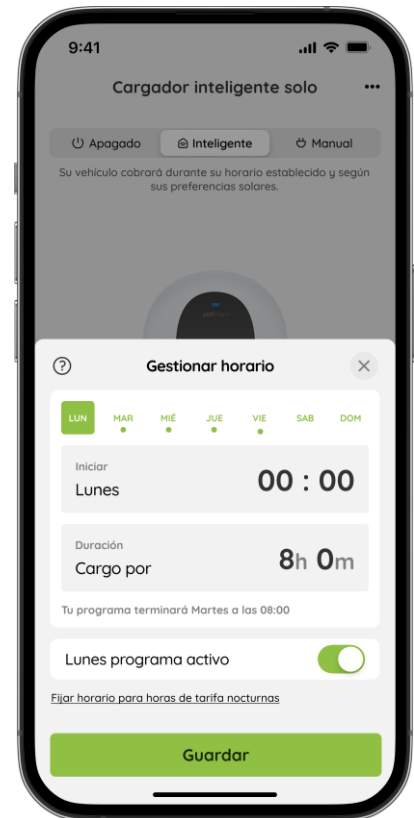 9:41
Cargador inteligente solo
Apagado Inteligente Manual
Su vehículo cobrará durante su horario establecido y según
sus preferencias solares.
Gestionar horario
LUN MAR MIÉ JUE VIE SAB DOM
Iniciar
Lunes 00 : 00
Duración
Cargo por 8h 0m
Tu programa terminará Martes a las 08:00
Lunes programa activo
Fijar horario para horas de tarifa nocturnas
Guardar